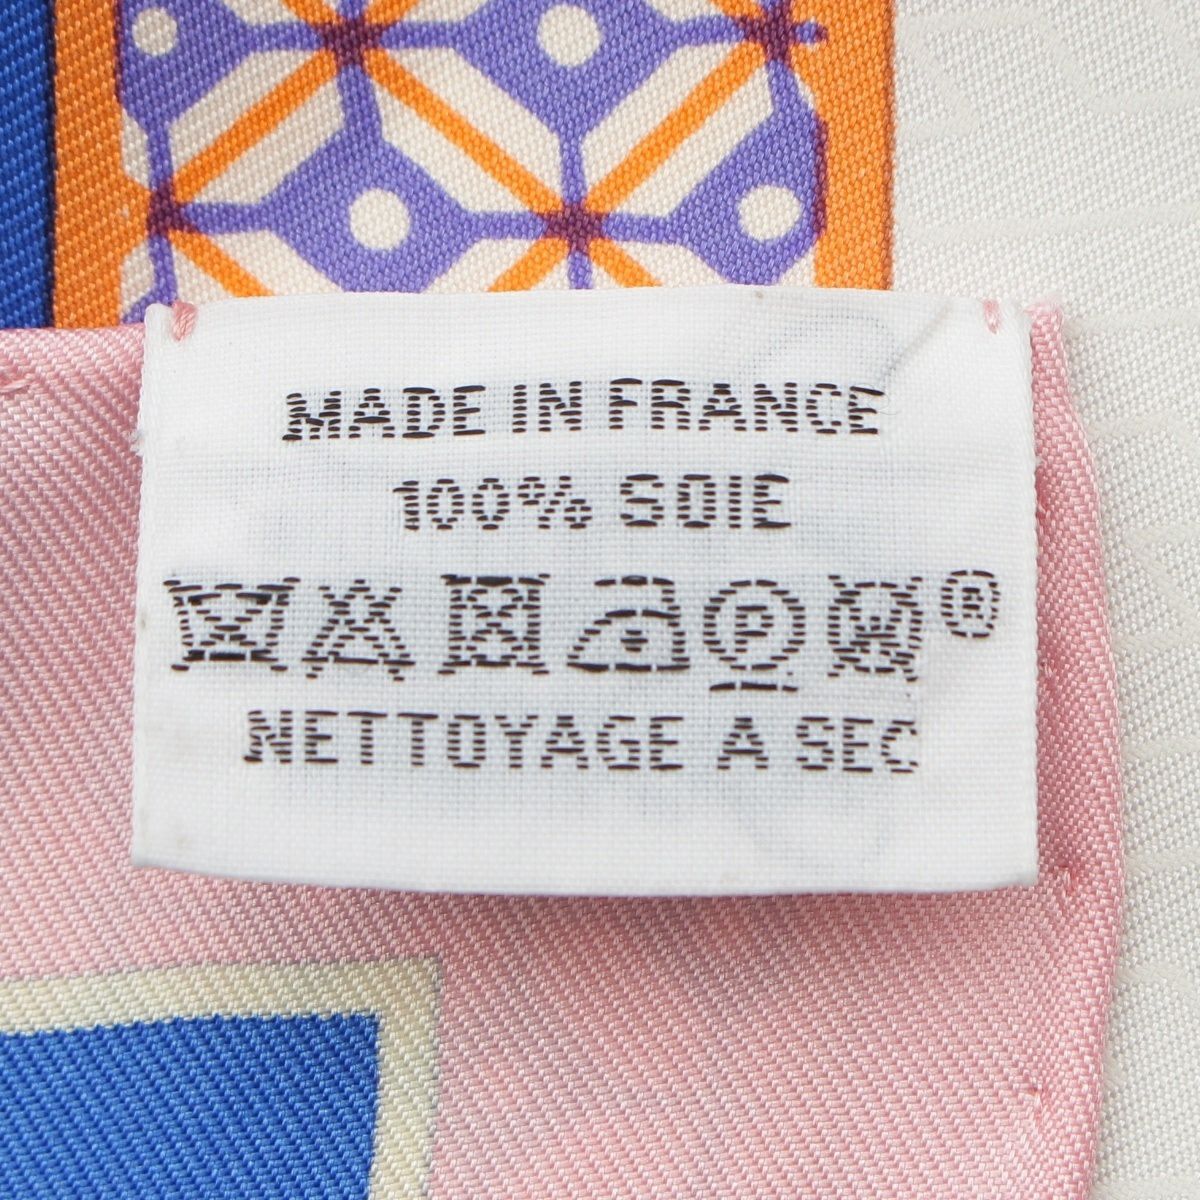 MADE IN FRANCE
100% SOIE
P ®
NETTOYAGE A SEC